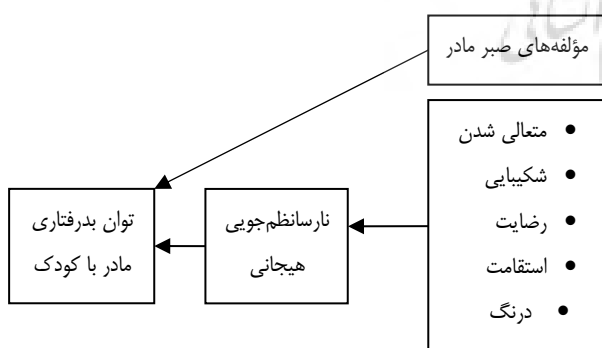 مؤلفه‌های صبر مادر
• متعالی شدن
• شکیبایی
• رضایت
• استقامت
• درنگ
نارسانظم‌جویی
هیجانی
توان بدرفتاری
مادر با کودک